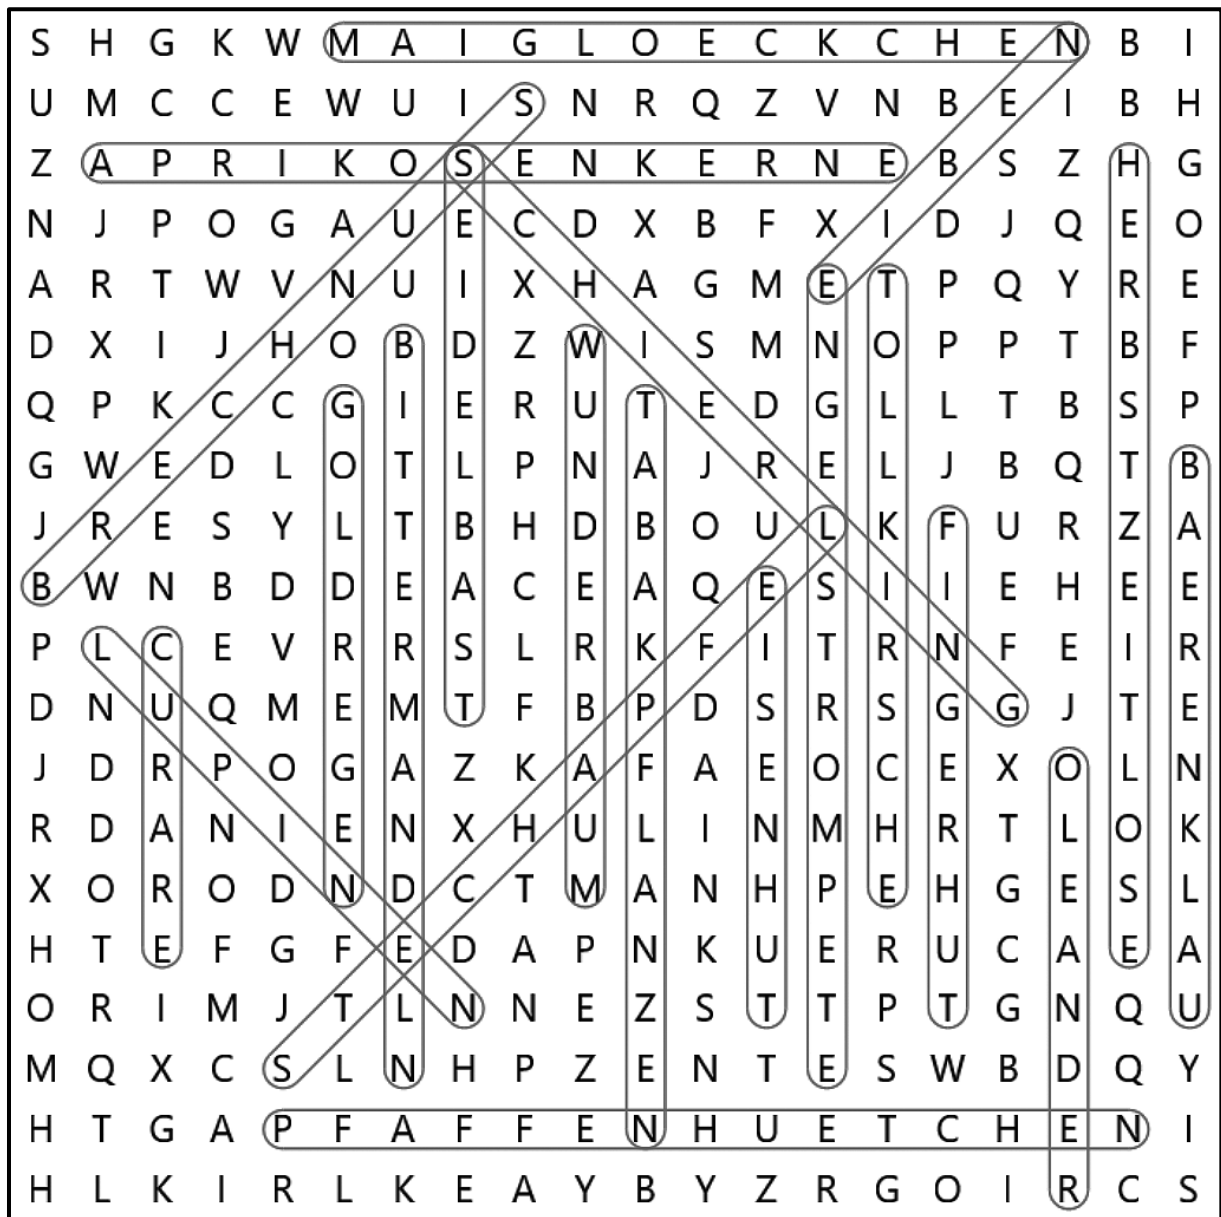 S H G K W M A I G L O E C K C H E N B I
U M C C E W U I S N R Q Z V N B E I B H
Z A P R I K O S E N K E R N E B S Z H G
N J P O G A U E C D X B F X I D J Q E O
A R T W V N U I X H A G M E T P Q Y R E
D X I J H O B D Z W I S M N O P P T B F
Q P K C C G I E R U T E D G L L T B S P
G W E D L O T L P N A J R E L J B Q T B
J R E S Y L T B H D B O U L K F U R Z A
B W N B D D E A C E A Q E S I I E H E E
P L C E V R R S L R K F I T R N F E I R
D N U Q M E M T F B P D S R S G G J T E
J D R P O G A Z K A F A E O C E X O L N
R D A N I E N X H U L I N M H R T L O K
X O R O D N D C T M A N H P E H G E S L
H T E F G F E D A P N K U E R U C A E A
O R I M J T L N N E Z S T T P T G N Q U
M Q X C S L N H P Z E N T E S W B D Q Y
H T G A P F A F F E N H U E T C H E N I
H L K I R L K E A Y B Y Z R G O I R C S